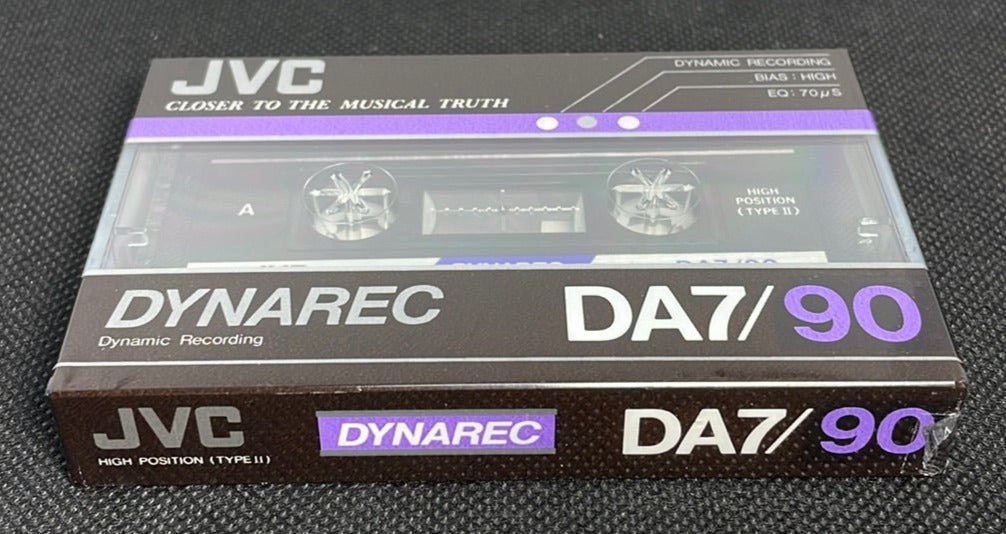 JVC
CLOSER TO THE MUSICAL TRUTH
DYNAMIC RECORDING
BIAS : HIGH
EQ : 70μS
A
HIGH
POSITION
(TYPE II)
DYNAREC
Dynamic Recording
DA7/90
JVC
HIGH POSITION (TYPE II)
DYNAREC
DA7/90